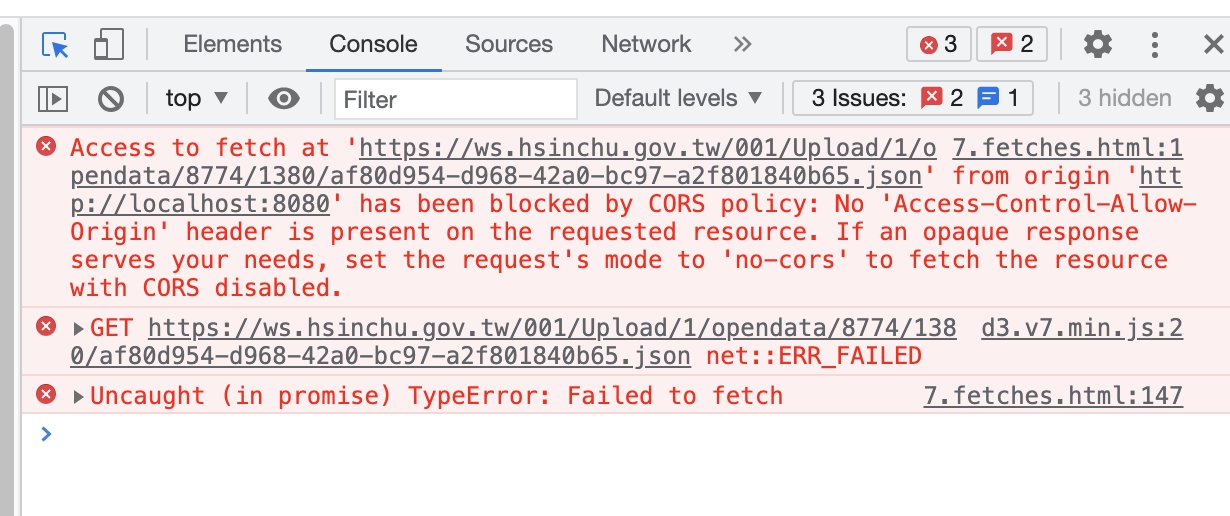 Elements Console Sources Network » 3 2
top ▼ Filter Default levels ▼ 3 Issues: 2 1 3 hidden
Access to fetch at 'https://ws.hsinchu.gov.tw/001/Upload/1/o 7.fetches.html:1
pendata/8774/1380/af80d954-d968-42a0-bc97-a2f801840b65.json' from origin 'htt
p://localhost:8080' has been blocked by CORS policy: No 'Access-Control-Allow-
Origin' header is present on the requested resource. If an opaque response
serves your needs, set the request's mode to 'no-cors' to fetch the resource
with CORS disabled.
GET https://ws.hsinchu.gov.tw/001/Upload/1/opendata/8774/138 d3.v7.min.js:2
0/af80d954-d968-42a0-bc97-a2f801840b65.json net::ERR_FAILED
Uncaught (in promise) TypeError: Failed to fetch 7.fetches.html:147